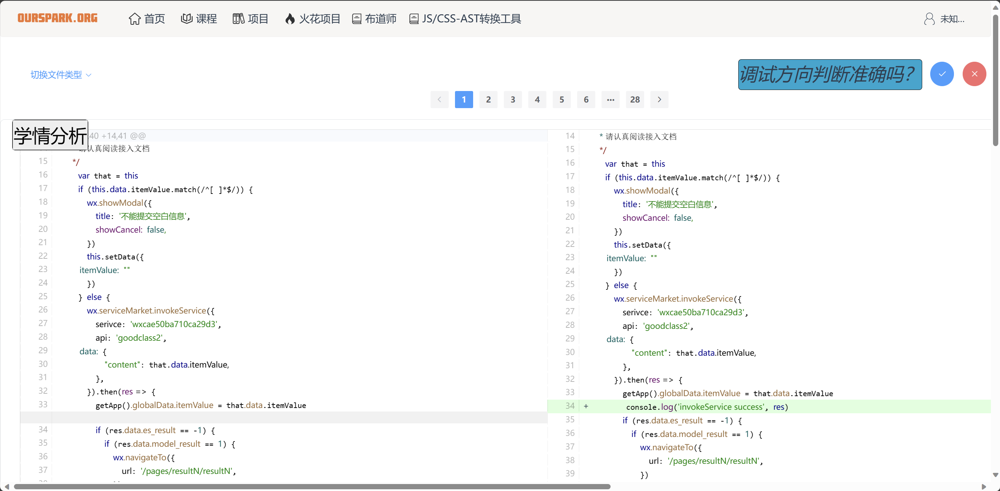 OURSPARK.ORG 首页 课程 项目 火花项目 布道师 JS/CSS-AST转换工具 未知...
切换文件类型 调试方向判断准确吗？
1 2 3 4 5 6 ··· 28
学情分析
40 +14,41 @@
请认真阅读接入文档
15 */
16 var that = this
17 if (this.data.itemValue.match(/^[ ]*$/)) {
18 wx.showModal({
19 title: '不能提交空白信息',
20 showCancel: false,
21 })
22 this.setData({
23 itemValue: ""
24 })
25 } else {
26 wx.serviceMarket.invokeService({
27 serivce: 'wxcae50ba710ca29d3',
28 api: 'goodclass2',
29 data: {
30 "content": that.data.itemValue,
31 },
32 }).then(res => {
33 getApp().globalData.itemValue = that.data.itemValue
34 if (res.data.es_result == -1) {
35 if (res.data.model_result == 1) {
36 wx.navigateTo({
37 url: '/pages/resultN/resultN',
14 * 请认真阅读接入文档
15 */
16 var that = this
17 if (this.data.itemValue.match(/^[ ]*$/)) {
18 wx.showModal({
19 title: '不能提交空白信息',
20 showCancel: false,
21 })
22 this.setData({
23 itemValue: ""
24 })
25 } else {
26 wx.serviceMarket.invokeService({
27 serivce: 'wxcae50ba710ca29d3',
28 api: 'goodclass2',
29 data: {
30 "content": that.data.itemValue,
31 },
32 }).then(res => {
33 getApp().globalData.itemValue = that.data.itemValue
34 + console.log('invokeService success', res)
35 if (res.data.es_result == -1) {
36 if (res.data.model_result == 1) {
37 wx.navigateTo({
38 url: '/pages/resultN/resultN',
39 })